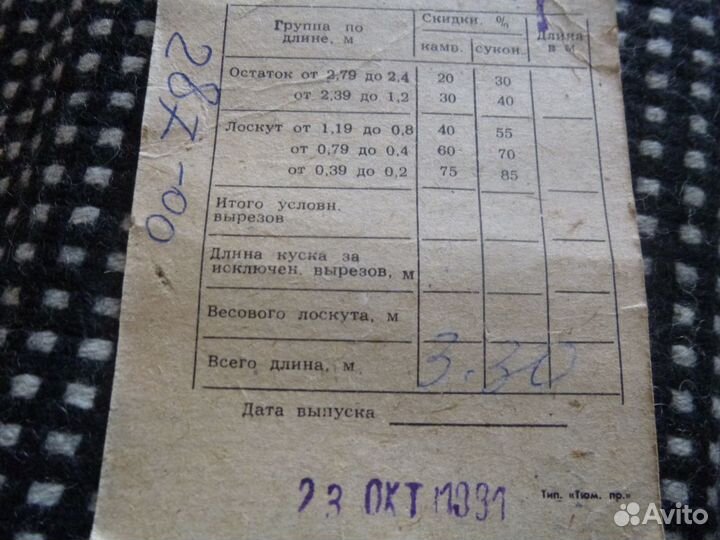 Группа по длине, м
Скидки, %
Длина в м
камв.
сукон.
Остаток от 2,79 до 2,4 20 30
от 2,39 до 1,2 30 40
Лоскут от 1,19 до 0,8 40 55
от 0,79 до 0,4 60 70
от 0,39 до 0,2 75 85
Итого условн. вырезов
Длина куска за исключен. вырезов, м
Весового лоскута, м
Всего длина, м 3.30
Дата выпуска
23 ОКТ 1991
Тип. «Тюм. пр.»
287-00
Avito